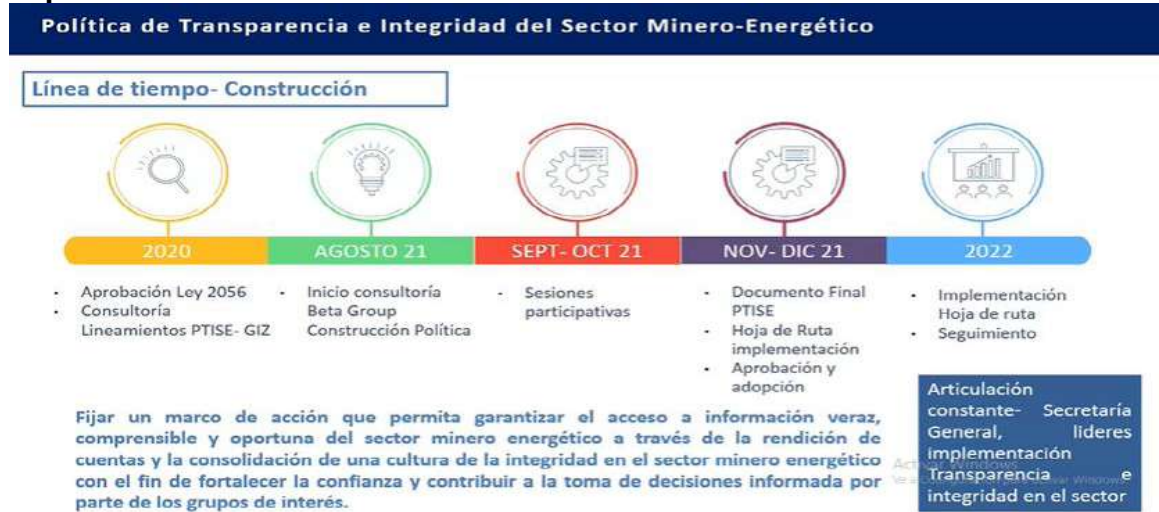 Política de Transparencia e Integridad del Sector Minero-Energético
Línea de tiempo- Construcción
2020
AGOSTO 21
SEPT- OCT 21
NOV- DIC 21
2022
• Aprobación Ley 2056
• Consultoría
Lineamientos PTISE- GIZ
• Inicio consultoría
Beta Group
Construcción Política
• Sesiones
participativas
• Documento Final
PTISE
• Hoja de Ruta
implementación
• Aprobación y
adopción
• Implementación
Hoja de ruta
• Seguimiento
Fijar un marco de acción que permita garantizar el acceso a información veraz,
comprensible y oportuna del sector minero energético a través de la rendición de
cuentas y la consolidación de una cultura de la integridad en el sector minero energético
con el fin de fortalecer la confianza y contribuir a la toma de decisiones informada por
parte de los grupos de interés.
Articulación
constante- Secretaría
General, lideres
implementación
Transparencia e
integridad en el sector
Activar Windows